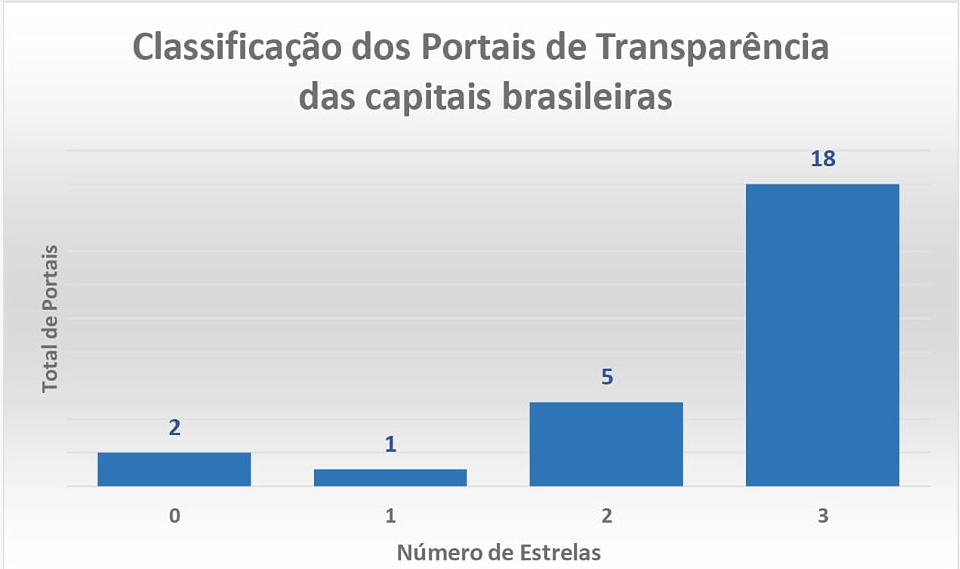 Classificação dos Portais de Transparência
das capitais brasileiras
Total de Portais
18
5
2
1
0 1 2 3
Número de Estrelas